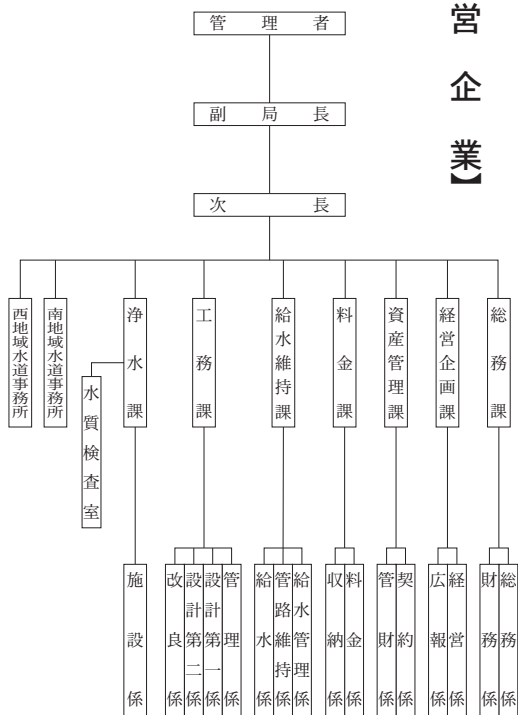 営企業】
管理者
副局長
次長
総務課
経営企画課
資産管理課
料金課
給水維持課
工務課
浄水課
南地域水道事務所
西地域水道事務所
水質検査室
総務係
財務係
経営係
広報係
契約係
管財係
料金係
収納係
給水管理係
管路維持係
給水係
管理係
設計第一係
設計第二係
改良係
施設係